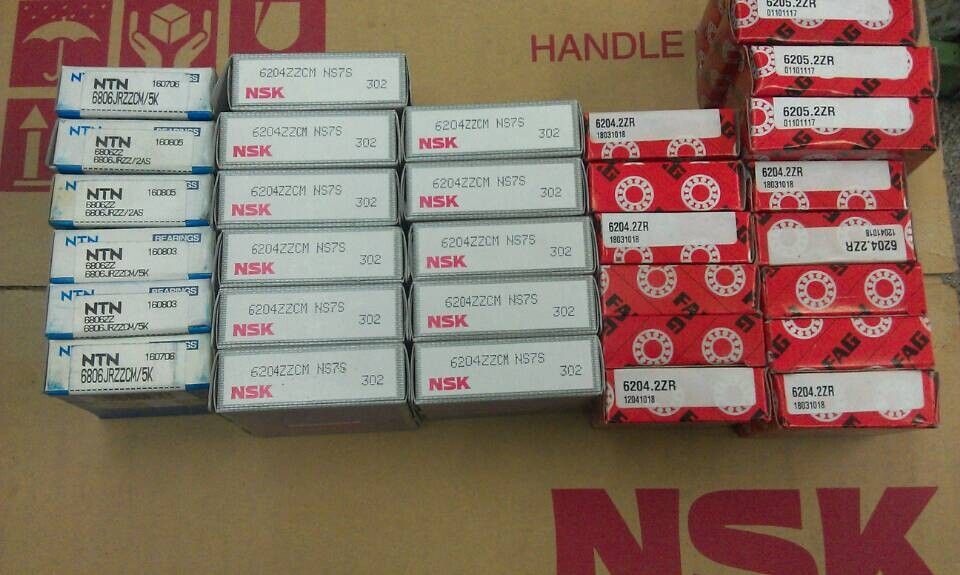 HANDLE
NTN 160706
6806JRZZCM/5K
NTN 160805
BEARINGS
6806ZZ
6806JRZZ/2AS
NTN 160805
6806ZZ
6806JRZZ/2AS
NTN
BEARINGS
6806ZZ 160803
6806JRZZCM/5K
NTN 160803
6806ZZ
6806JRZZCM/5K
NTN 160706
6806JRZZCM/5K
6204ZZCM NS7S
NSK 302
6204ZZCM NS7S
NSK 302
6204ZZCM NS7S
NSK 302
6204ZZCM NS7S
NSK 302
6204ZZCM NS7S
NSK 302
6204ZZCM NS7S
NSK 302
6204ZZCM NS7S
NSK 302
6204ZZCM NS7S
NSK 302
6204ZZCM NS7S
NSK 302
6204ZZCM NS7S
NSK 302
6204ZZCM NS7S
NSK 302
6204.2ZR
18031018
6204.2ZR
18031018
FAG
6204.2ZR
12041018
6205.2ZR
01101117
6205.2ZR
01101117
FAG
6205.2ZR
01101117
6204.2ZR
18031018
6204.2ZR
12041018
FAG
6204.2ZR
18031018
NSK